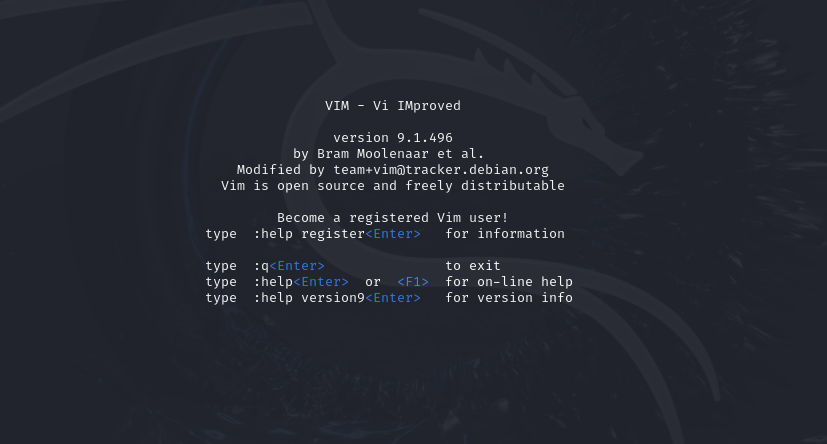 VIM - Vi IMproved
version 9.1.496
by Bram Moolenaar et al.
Modified by team+vim@tracker.debian.org
Vim is open source and freely distributable
Become a registered Vim user!
type  :help register<Enter>   for information
type  :q<Enter>               to exit
type  :help<Enter>  or  <F1>  for on-line help
type  :help version9<Enter>   for version info